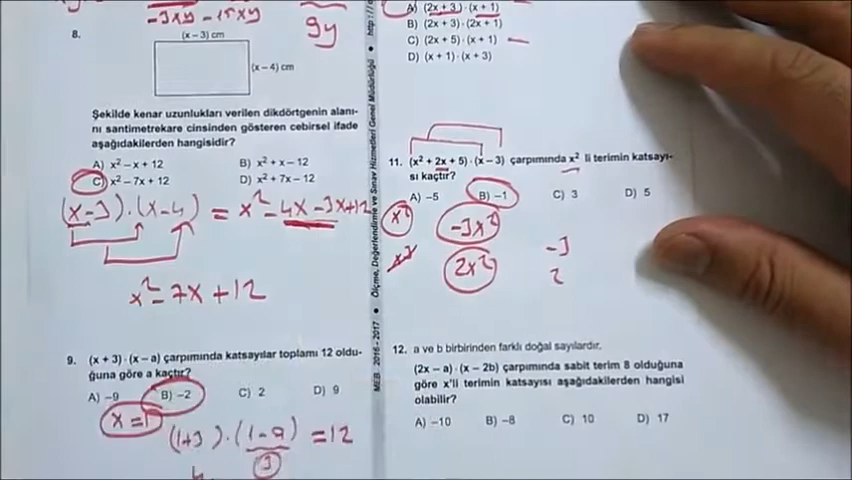 -3xy -15xy
9y
8.
(x – 3) cm
(x – 4) cm
Şekilde kenar uzunlukları verilen dikdörtgenin alanı-
nı santimetrekare cinsinden gösteren cebirsel ifade
aşağıdakilerden hangisidir?
A) x² – x + 12 B) x² + x – 12
C) x² – 7x + 12 D) x² + 7x – 12
(x-3).(x-4) = x² - 4x - 3x + 12
x² - 7x + 12
9. (x + 3) · (x – a) çarpımında katsayılar toplamı 12 oldu-
ğuna göre a kaçtır?
A) –9 B) –2 C) 2 D) 9
x = 1
(1+3).(1-a) = 12
4 3
MEB 2016 - 2017 ● Ölçme, Değerlendirme ve Sınav Hizmetleri Genel Müdürlüğü ● http://
A) (2x + 3) · (x + 1)
B) (2x + 3) · (2x + 1)
C) (2x + 5) · (x + 1)
D) (x + 1) · (x + 3)
11. (x² + 2x + 5) · (x – 3) çarpımında x² li terimin katsayı-
sı kaçtır?
A) –5 B) –1 C) 3 D) 5
x² -3x² -3
2x² 2
12. a ve b birbirinden farklı doğal sayılardır.
(2x – a) · (x – 2b) çarpımında sabit terim 8 olduğuna
göre x'li terimin katsayısı aşağıdakilerden hangisi
olabilir?
A) –10 B) –8 C) 10 D) 17